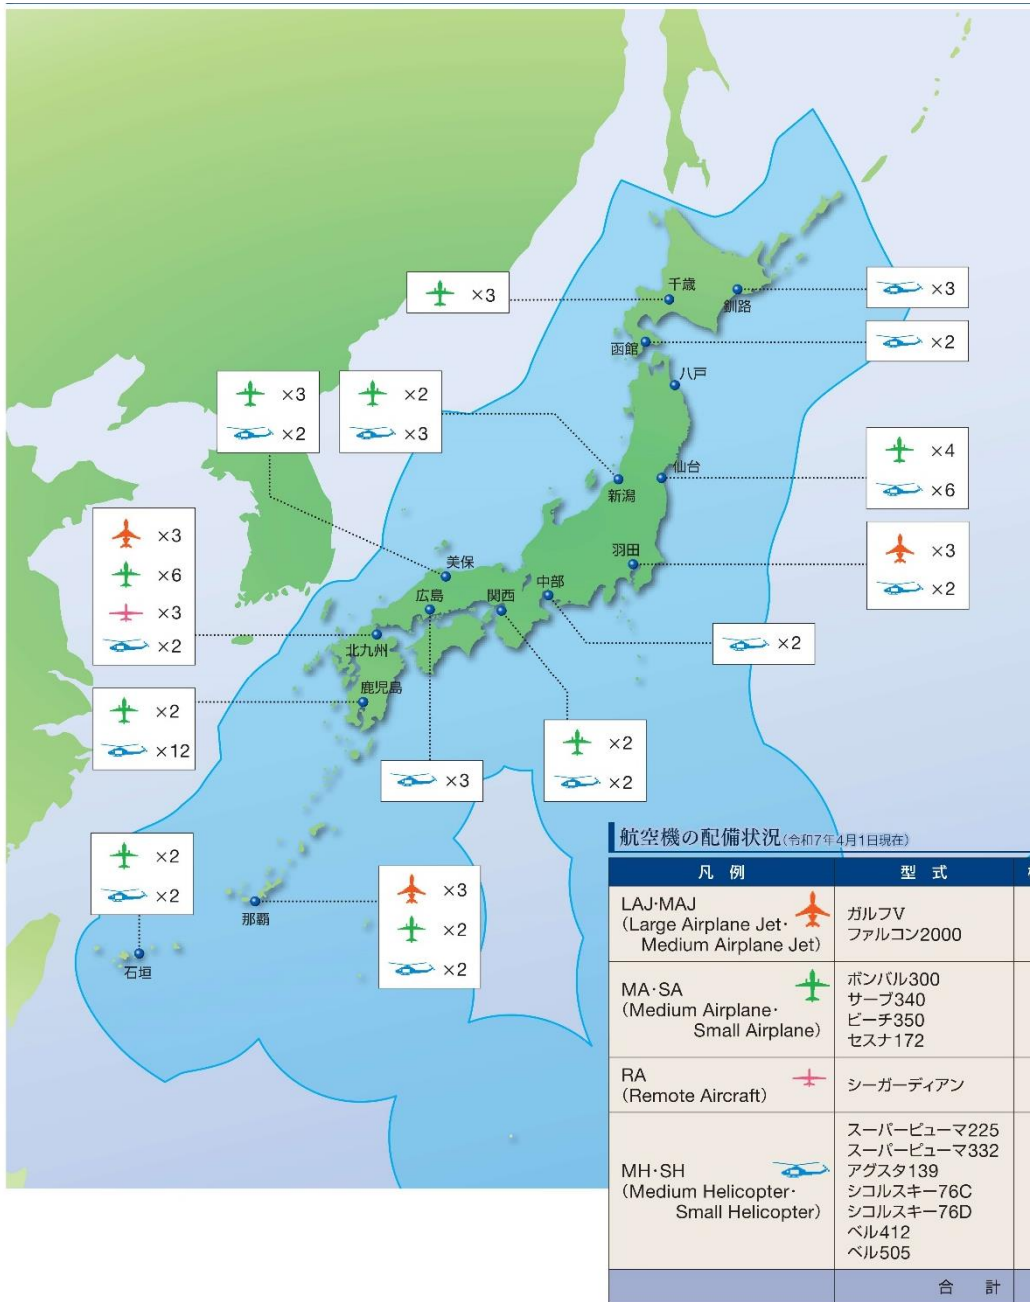 ×3
千歳
釧路
×3
函館
×2
八戸
×3
×2
×2
×3
×4
×6
仙台
新潟
×3
×6
×3
×2
羽田
×3
×2
美保
広島
関西
中部
×2
北九州
鹿児島
×2
×12
×2
×2
×3
×2
×2
那覇
石垣
×3
×2
×2
航空機の配備状況(令和7年4月1日現在)
凡 例
型 式
LAJ・MAJ
(Large Airplane Jet・
Medium Airplane Jet)
ガルフV
ファルコン2000
MA・SA
(Medium Airplane・
Small Airplane)
ボンバル300
サーブ340
ビーチ350
セスナ172
RA
(Remote Aircraft)
シーガーディアン
MH・SH
(Medium Helicopter・
Small Helicopter)
スーパーピューマ225
スーパーピューマ332
アグスタ139
シコルスキー76C
シコルスキー76D
ベル412
ベル505
合 計